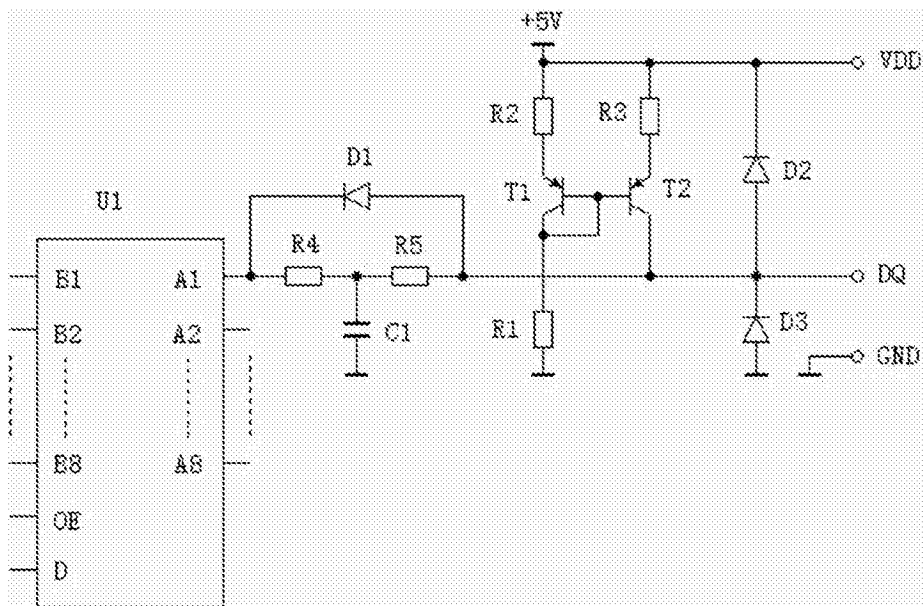 +5V
VDD
R2
R3
D1
T1
T2
D2
U1
R4
R5
B1
A1
DQ
B2
A2
C1
R1
D3
GND
B8
A8
OE
D